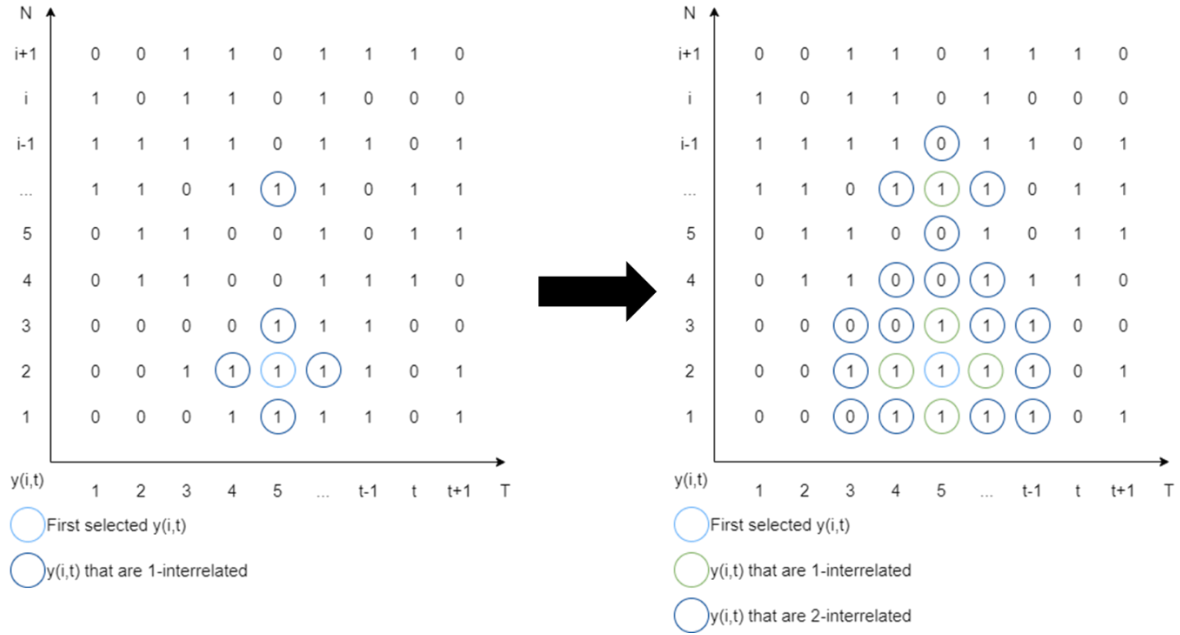 N
i+1 0 0 1 1 0 1 1 1 0
i 1 0 1 1 0 1 0 0 0
i-1 1 1 1 1 0 1 1 0 1
... 1 1 0 1 1 1 0 1 1
5 0 1 1 0 0 1 0 1 1
4 0 1 1 0 0 1 1 1 0
3 0 0 0 0 1 1 1 0 0
2 0 0 1 1 1 1 1 0 1
1 0 0 0 1 1 1 1 0 1
y(i,t)
1 2 3 4 5 ... t-1 t t+1 T
First selected y(i,t)
y(i,t) that are 1-interrelated
N
i+1 0 0 1 1 0 1 1 1 0
i 1 0 1 1 0 1 0 0 0
i-1 1 1 1 1 0 1 1 0 1
... 1 1 0 1 1 1 0 1 1
5 0 1 1 0 0 1 0 1 1
4 0 1 1 0 0 1 1 1 0
3 0 0 0 0 1 1 1 0 0
2 0 0 1 1 1 1 1 0 1
1 0 0 0 1 1 1 1 0 1
y(i,t)
1 2 3 4 5 ... t-1 t t+1 T
First selected y(i,t)
y(i,t) that are 1-interrelated
y(i,t) that are 2-interrelated